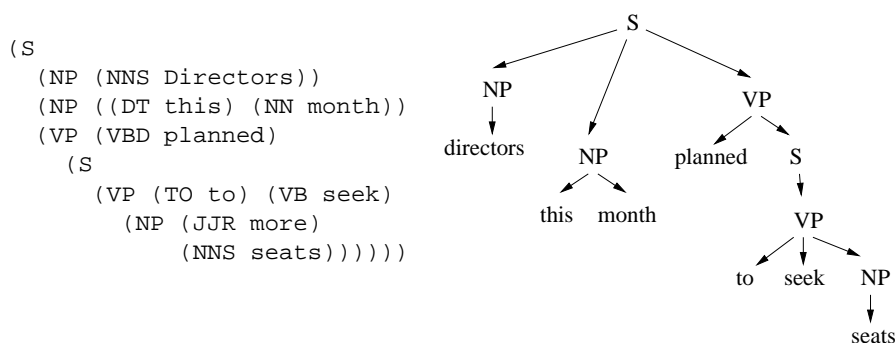 (S
(NP (NNS Directors))
(NP ((DT this) (NN month))
(VP (VBD planned)
(S
(VP (TO to) (VB seek)
(NP (JJR more)
(NNS seats))))))
S
NP
VP
directors
NP
planned
S
this month
VP
to seek NP
seats